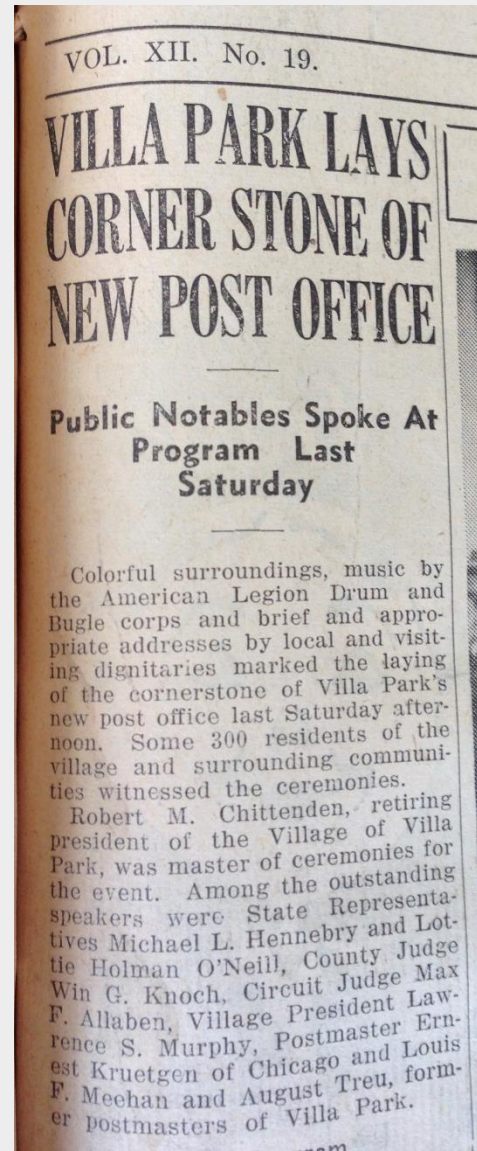 VOL. XII. No. 19.
VILLA PARK LAYS
CORNER STONE OF
NEW POST OFFICE
Public Notables Spoke At
Program Last
Saturday
Colorful surroundings, music by
the American Legion Drum and
Bugle corps and brief and appro-
priate addresses by local and visit-
ing dignitaries marked the laying
of the cornerstone of Villa Park's
new post office last Saturday after-
noon. Some 300 residents of the
village and surrounding communi-
ties witnessed the ceremonies.
Robert M. Chittenden, retiring
president of the Village of Villa
Park, was master of ceremonies for
the event. Among the outstanding
speakers were State Representa-
tives Michael L. Hennebry and Lot-
tie Holman O'Neill, County Judge
Win G. Knoch, Circuit Judge Max
F. Allaben, Village President Law-
rence S. Murphy, Postmaster Ern-
est Kruetgen of Chicago and Louis
F. Meehan and August Treu, form-
er postmasters of Villa Park.